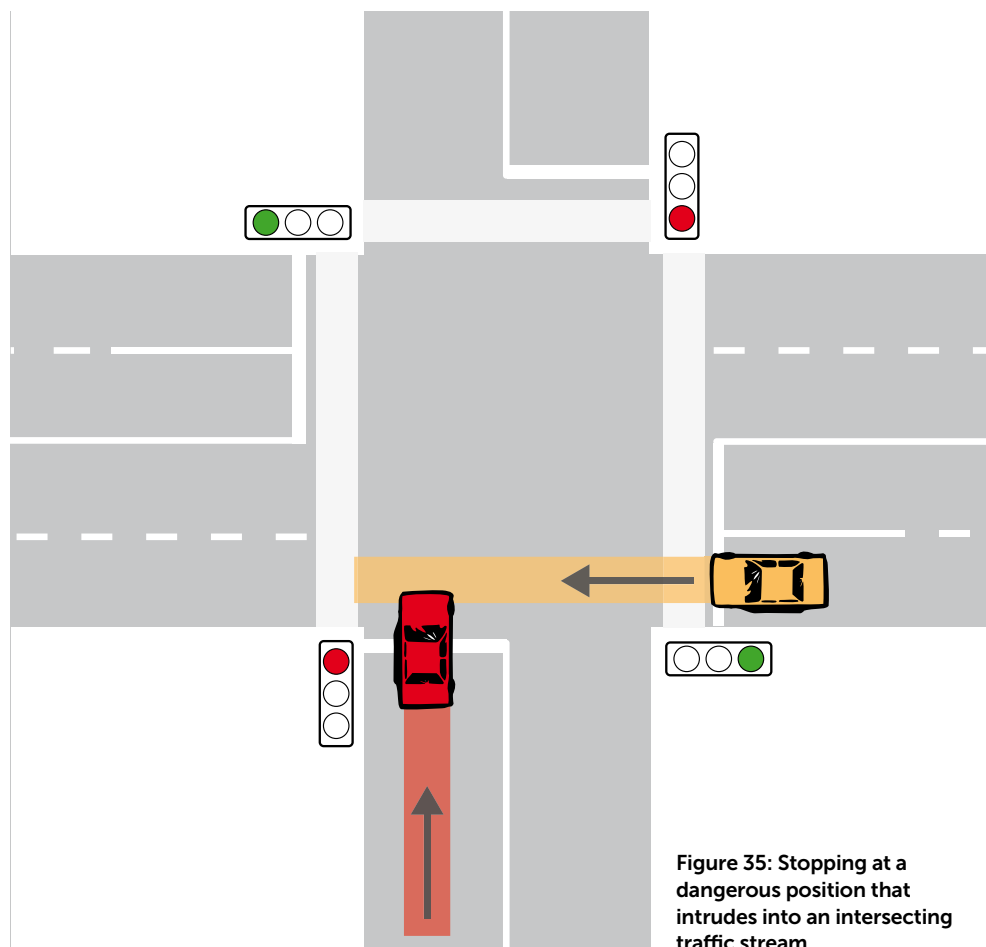 Figure 35: Stopping at a
dangerous position that
intrudes into an intersecting
traffic stream